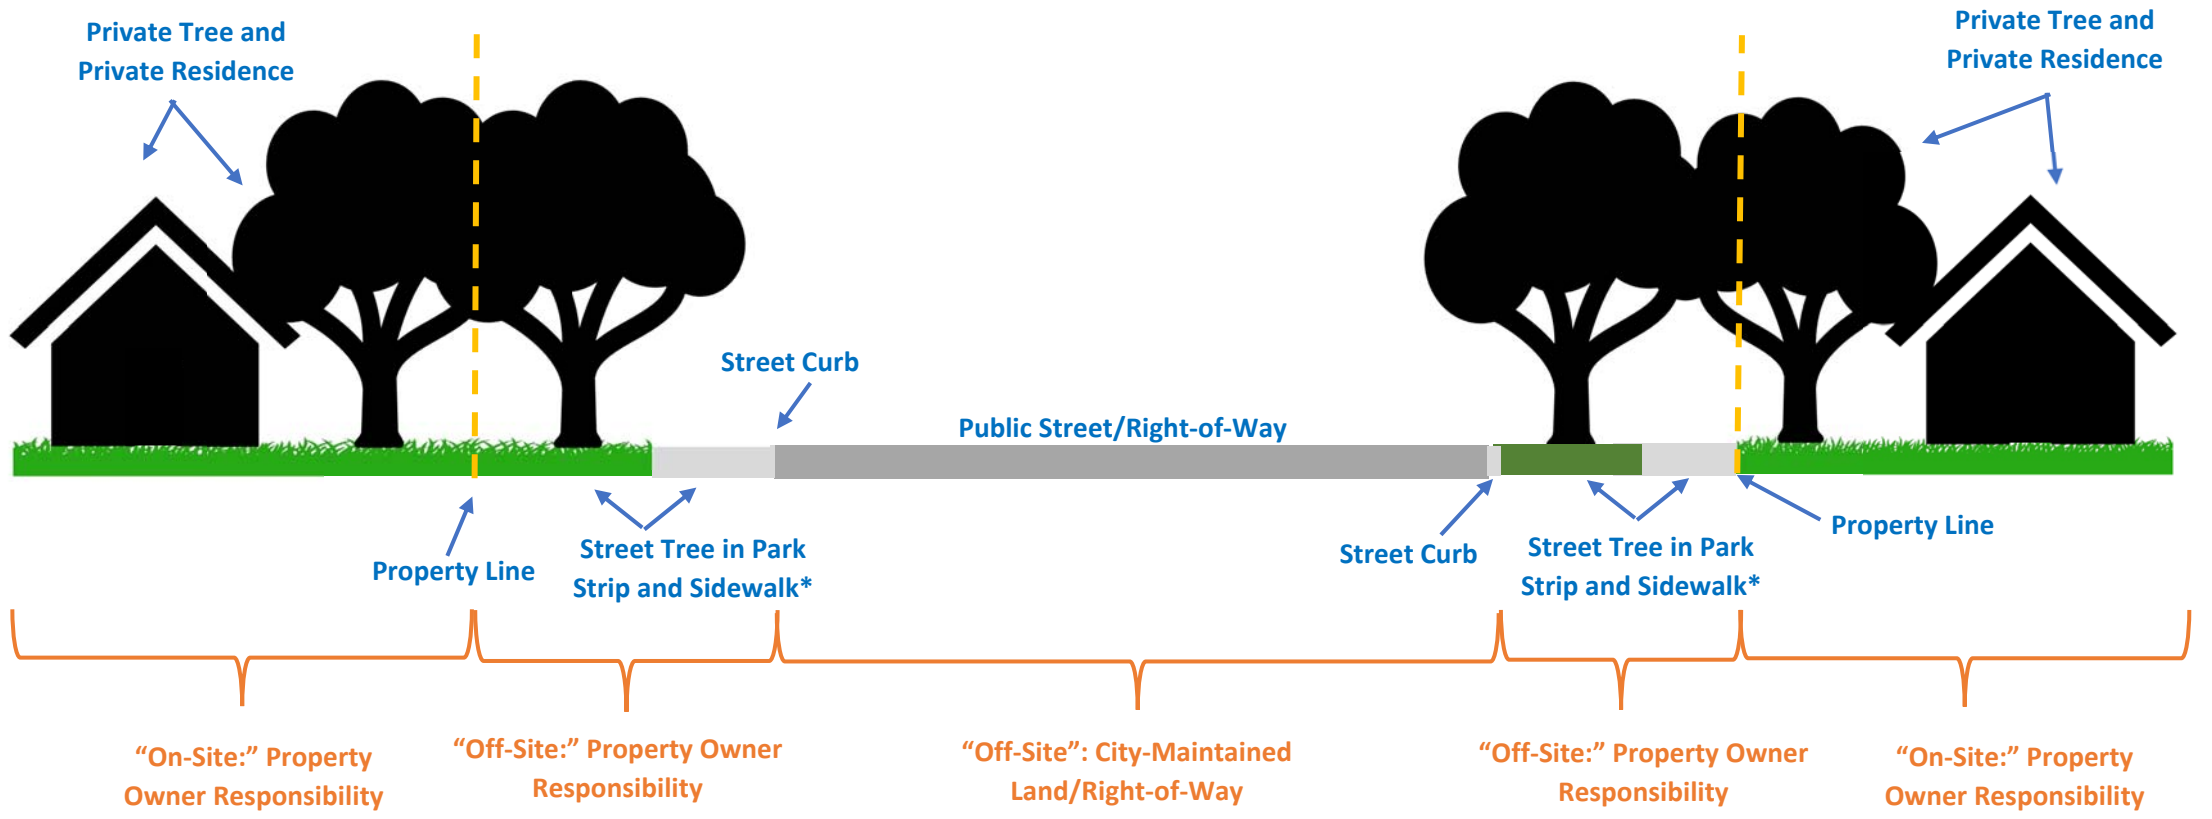 Private Tree and
Private Residence
Private Tree and
Private Residence
Street Curb
Public Street/Right-of-Way
Property Line
Street Tree in Park
Strip and Sidewalk*
Street Curb
Street Tree in Park
Strip and Sidewalk*
Property Line
“On-Site:” Property
Owner Responsibility
“Off-Site:” Property Owner
Responsibility
“Off-Site”: City-Maintained
Land/Right-of-Way
“Off-Site:” Property Owner
Responsibility
“On-Site:” Property
Owner Responsibility